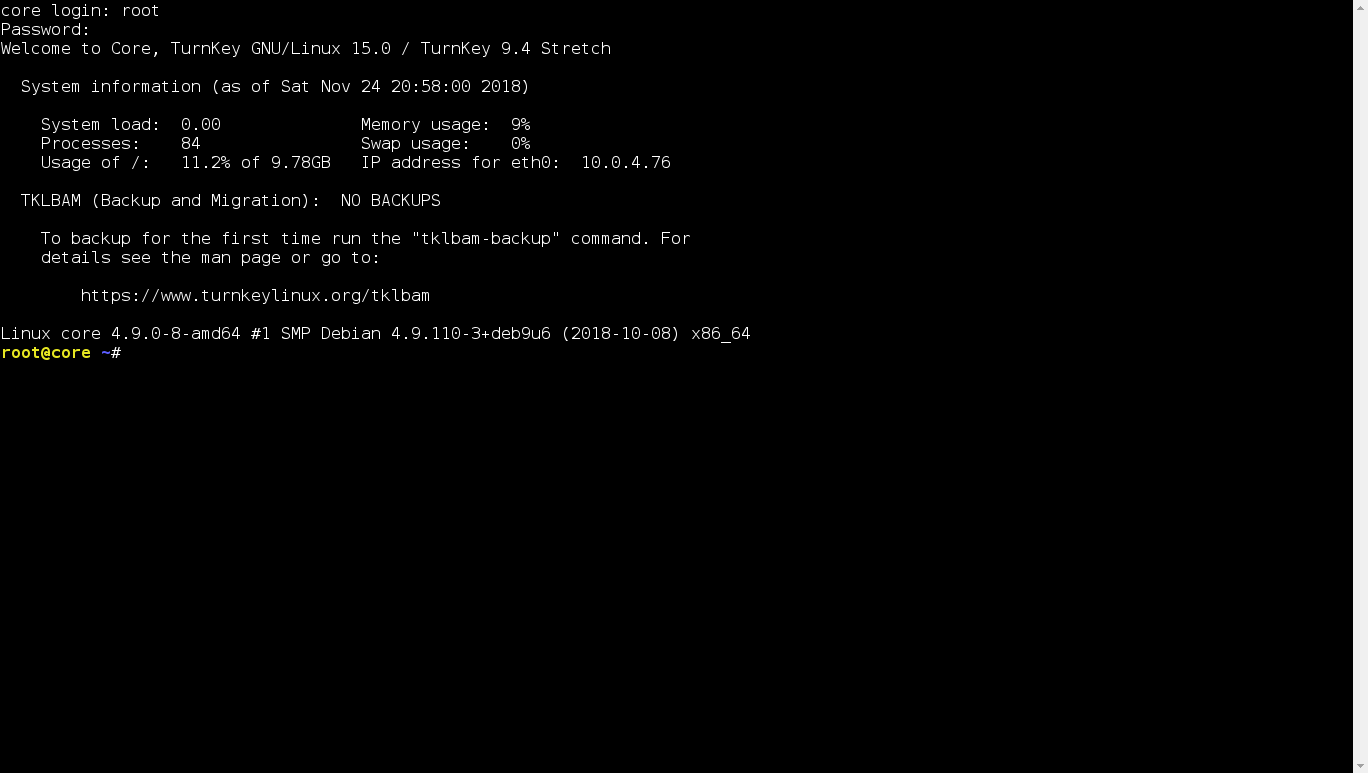 core login: root
Password:
Welcome to Core, TurnKey GNU/Linux 15.0 / TurnKey 9.4 Stretch
System information (as of Sat Nov 24 20:58:00 2018)
System load:  0.00              Memory usage:  9%
Processes:    84                Swap usage:    0%
Usage of /:   11.2% of 9.78GB   IP address for eth0:  10.0.4.76
TKLBAM (Backup and Migration):  NO BACKUPS
To backup for the first time run the "tklbam-backup" command. For
details see the man page or go to:
https://www.turnkeylinux.org/tklbam
Linux core 4.9.0-8-amd64 #1 SMP Debian 4.9.110-3+deb9u6 (2018-10-08) x86_64
root@core ~#